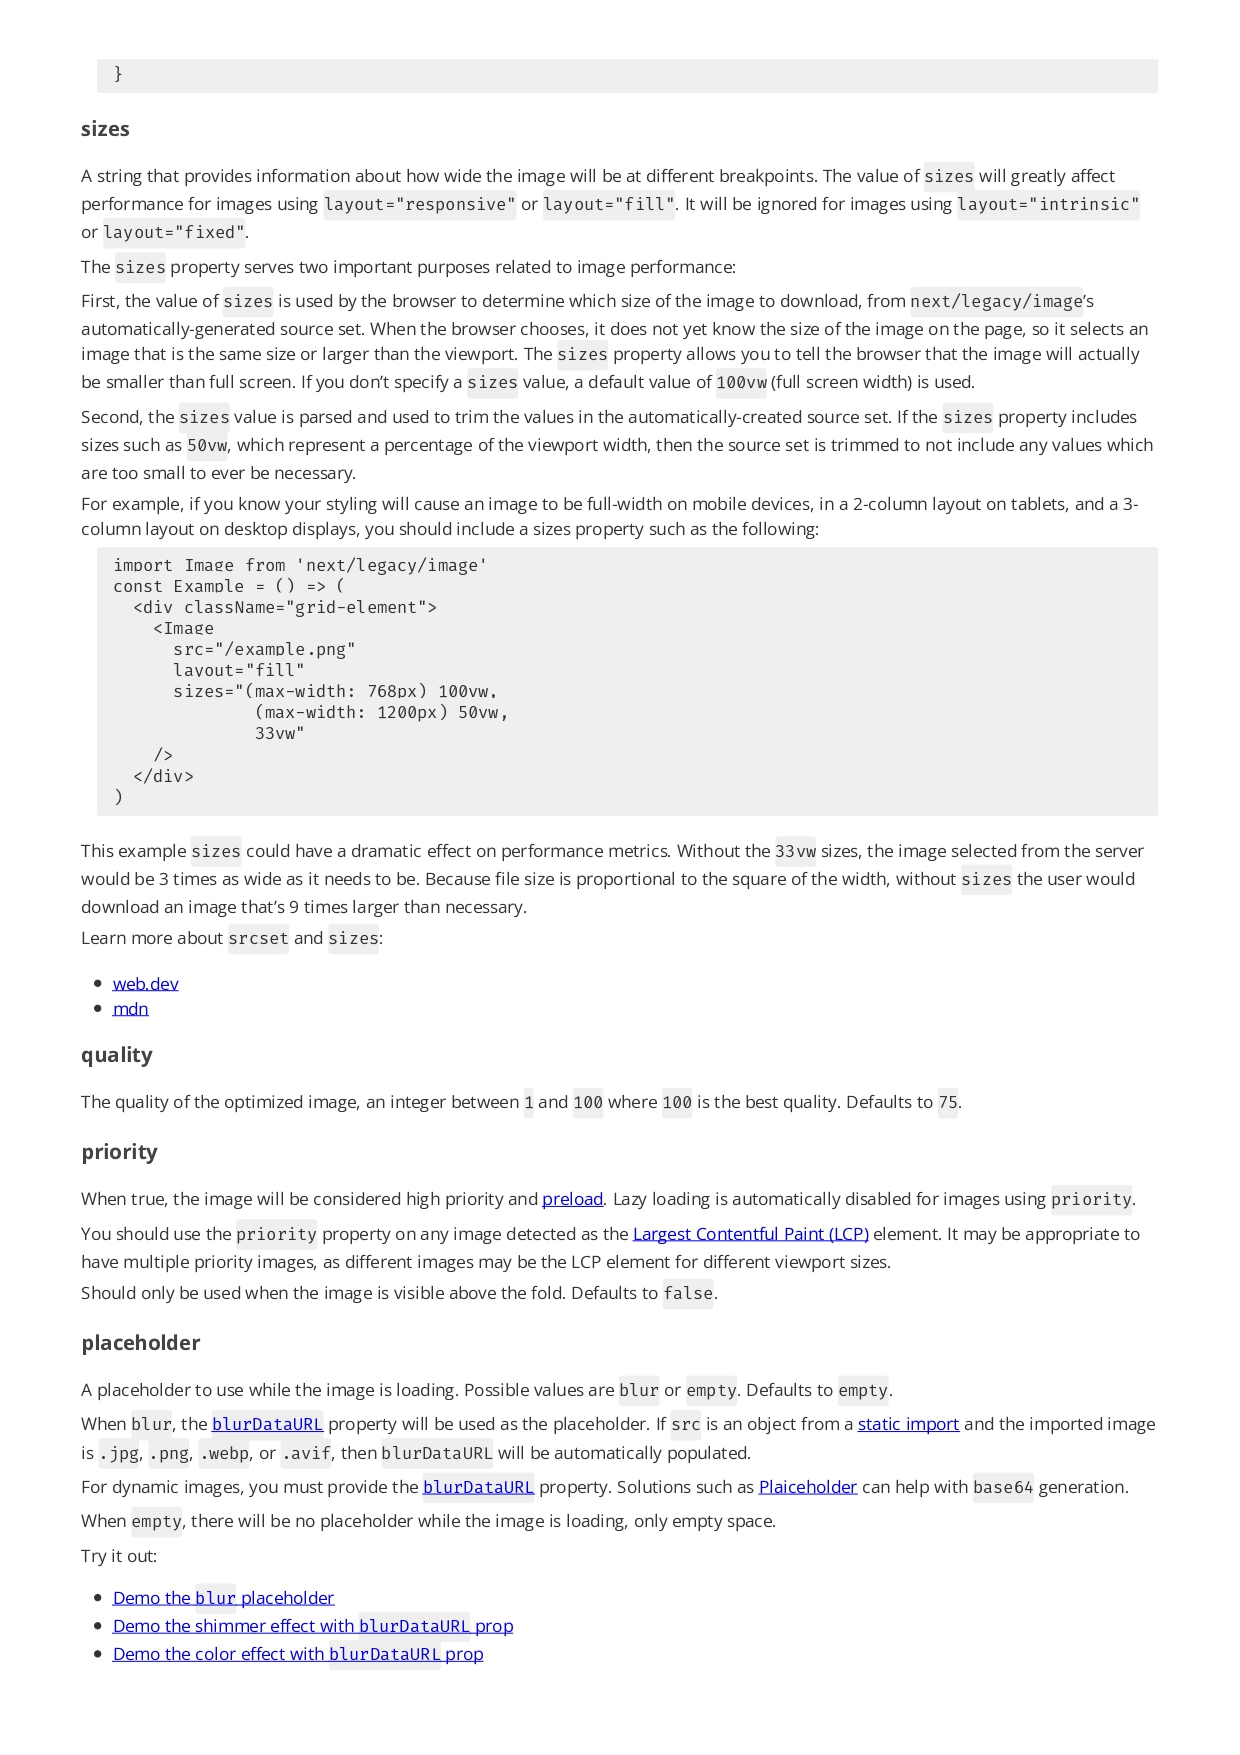 }
sizes
A string that provides information about how wide the image will be at different breakpoints. The value of sizes will greatly affect
performance for images using layout="responsive" or layout="fill". It will be ignored for images using layout="intrinsic"
or layout="fixed".
The sizes property serves two important purposes related to image performance:
First, the value of sizes is used by the browser to determine which size of the image to download, from next/legacy/image’s
automatically-generated source set. When the browser chooses, it does not yet know the size of the image on the page, so it selects an
image that is the same size or larger than the viewport. The sizes property allows you to tell the browser that the image will actually
be smaller than full screen. If you don’t specify a sizes value, a default value of 100vw (full screen width) is used.
Second, the sizes value is parsed and used to trim the values in the automatically-created source set. If the sizes property includes
sizes such as 50vw, which represent a percentage of the viewport width, then the source set is trimmed to not include any values which
are too small to ever be necessary.
For example, if you know your styling will cause an image to be full-width on mobile devices, in a 2-column layout on tablets, and a 3-
column layout on desktop displays, you should include a sizes property such as the following:
import Image from 'next/legacy/image'
const Example = () => (
  <div className="grid-element">
    <Image
      src="/example.png"
      layout="fill"
      sizes="(max-width: 768px) 100vw,
              (max-width: 1200px) 50vw,
              33vw"
    />
  </div>
)
This example sizes could have a dramatic effect on performance metrics. Without the 33vw sizes, the image selected from the server
would be 3 times as wide as it needs to be. Because file size is proportional to the square of the width, without sizes the user would
download an image that’s 9 times larger than necessary.
Learn more about srcset and sizes:
• web.dev
• mdn
quality
The quality of the optimized image, an integer between 1 and 100 where 100 is the best quality. Defaults to 75.
priority
When true, the image will be considered high priority and preload. Lazy loading is automatically disabled for images using priority.
You should use the priority property on any image detected as the Largest Contentful Paint (LCP) element. It may be appropriate to
have multiple priority images, as different images may be the LCP element for different viewport sizes.
Should only be used when the image is visible above the fold. Defaults to false.
placeholder
A placeholder to use while the image is loading. Possible values are blur or empty. Defaults to empty.
When blur, the blurDataURL property will be used as the placeholder. If src is an object from a static import and the imported image
is .jpg, .png, .webp, or .avif, then blurDataURL will be automatically populated.
For dynamic images, you must provide the blurDataURL property. Solutions such as Plaiceholder can help with base64 generation.
When empty, there will be no placeholder while the image is loading, only empty space.
Try it out:
• Demo the blur placeholder
• Demo the shimmer effect with blurDataURL prop
• Demo the color effect with blurDataURL prop